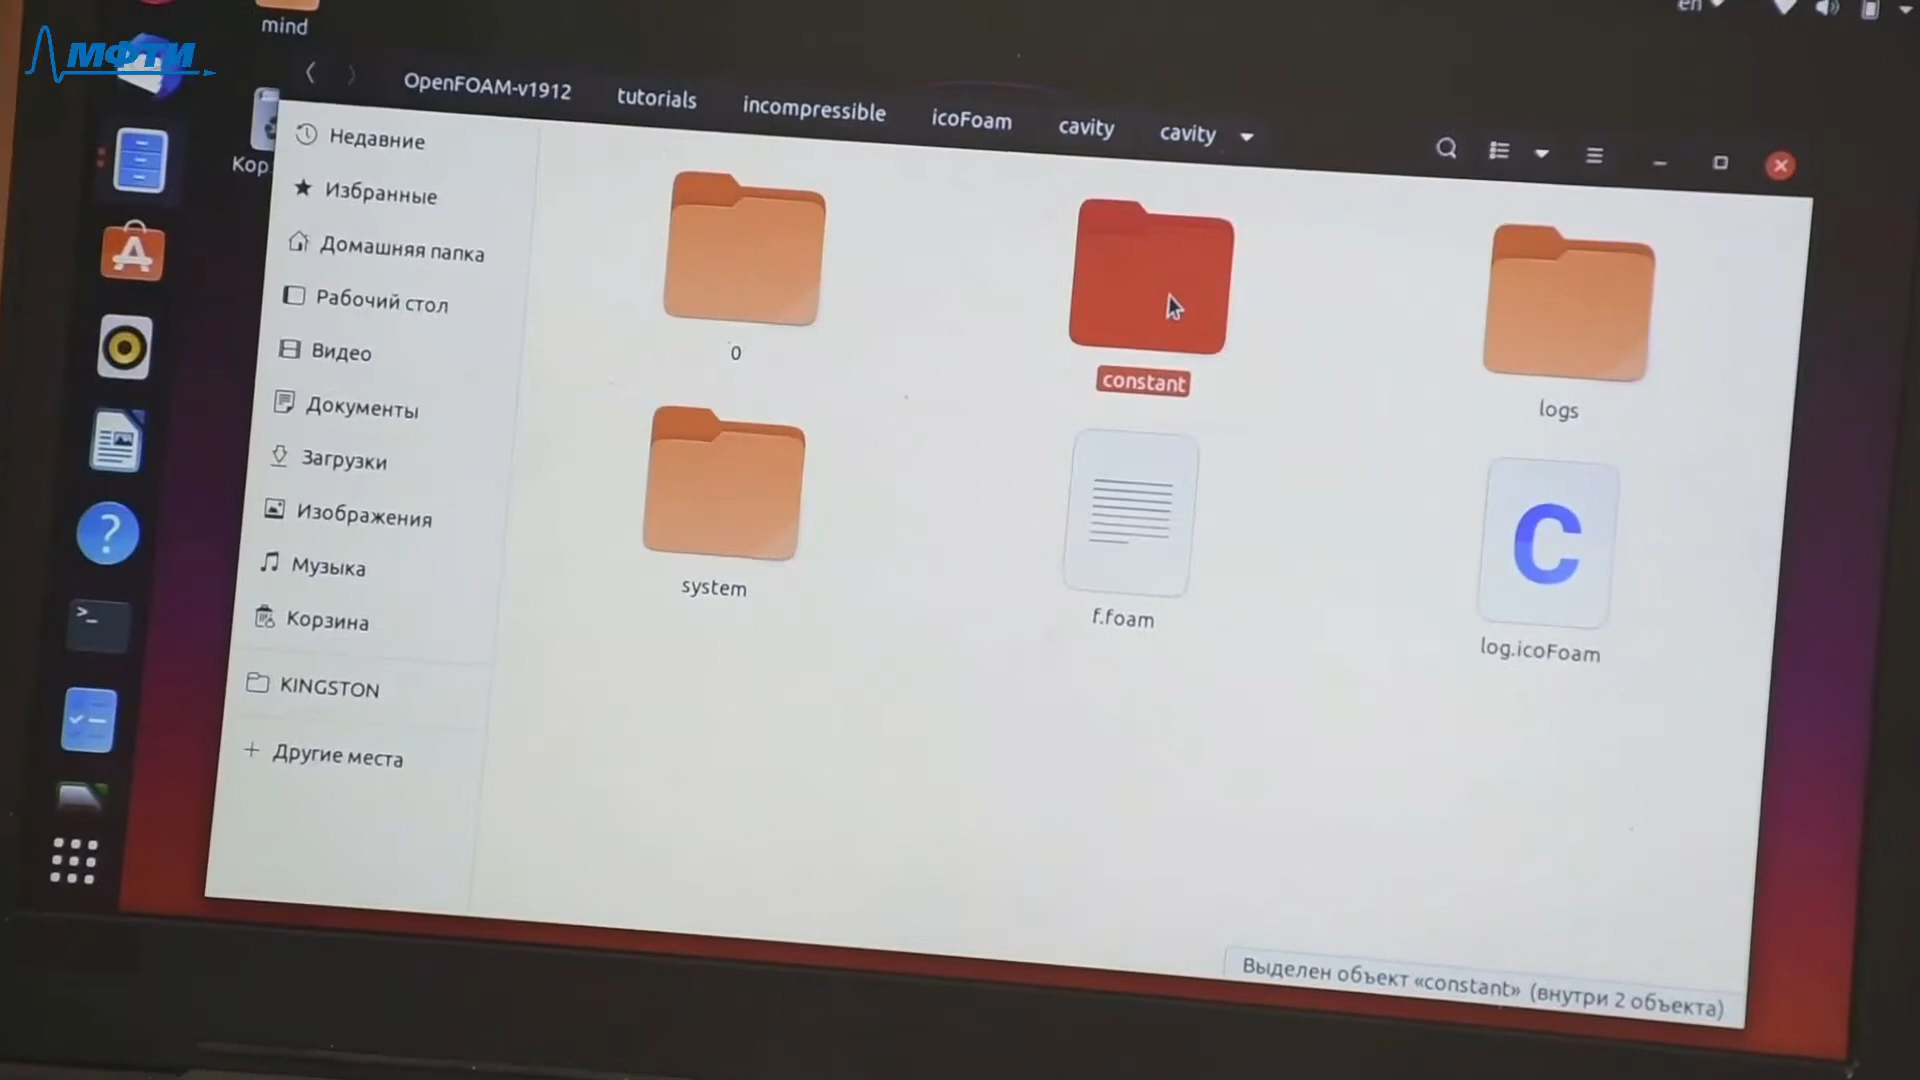 МФТИ
mind
en
Кор
OpenFOAM-v1912
tutorials
incompressible
icoFoam
cavity
cavity
Недавние
Избранные
Домашняя папка
Рабочий стол
Видео
Документы
Загрузки
Изображения
Музыка
Корзина
KINGSTON
Другие места
0
constant
logs
system
f.foam
C
log.icoFoam
Выделен объект «constant» (внутри 2 объекта)